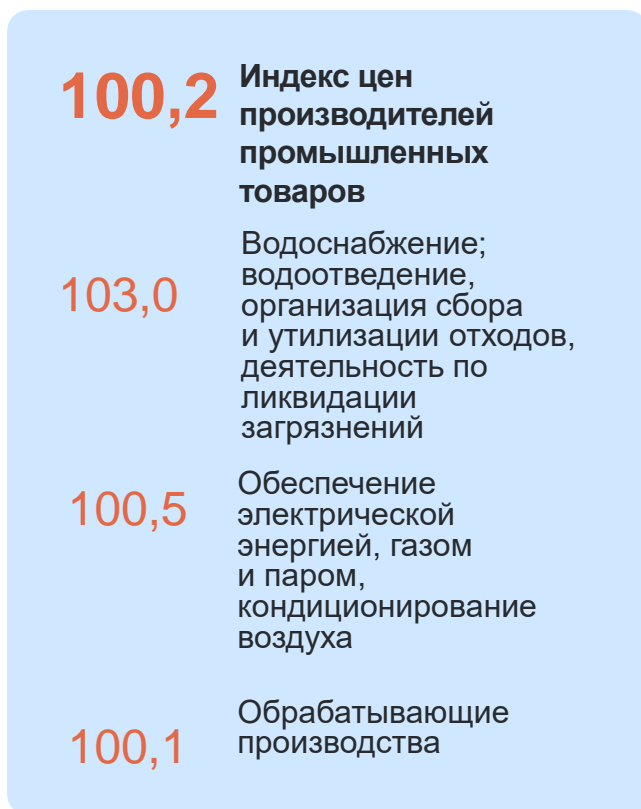 100,2
Индекс цен
производителей
промышленных
товаров
103,0
Водоснабжение;
водоотведение,
организация сбора
и утилизации отходов,
деятельность по
ликвидации
загрязнений
100,5
Обеспечение
электрической
энергией, газом
и паром,
кондиционирование
воздуха
100,1
Обрабатывающие
производства